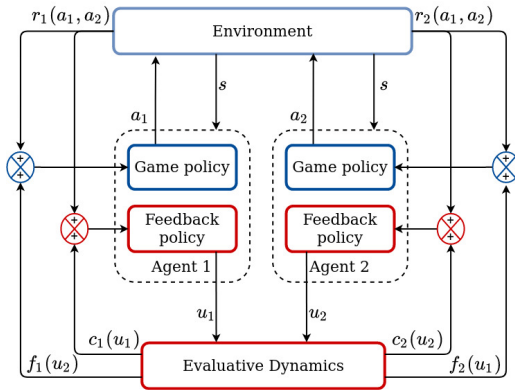 r₁(a₁, a₂)
Environment
r₂(a₁, a₂)
a₁
s
a₂
s
+
+
Game policy
Game policy
+
+
+
+
Feedback
policy
Feedback
policy
+
+
Agent 1
Agent 2
u₁
u₂
c₁(u₁)
c₂(u₂)
f₁(u₂)
Evaluative Dynamics
f₂(u₁)